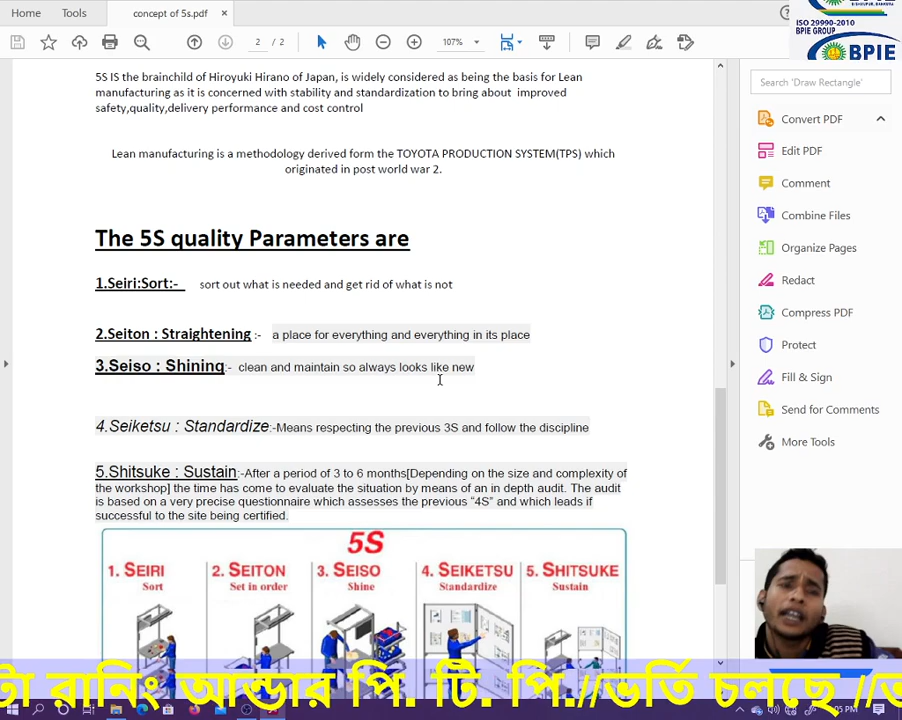 Home Tools concept of 5s.pdf ×
ISO 29990-2010
BPIE GROUP
BPIE
2 / 2 107%
Search 'Draw Rectangle'
Convert PDF
Edit PDF
Comment
Combine Files
Organize Pages
Redact
Compress PDF
Protect
Fill & Sign
Send for Comments
More Tools
5S IS the brainchild of Hiroyuki Hirano of Japan, is widely considered as being the basis for Lean
manufacturing as it is concerned with stability and standardization to bring about improved
safety,quality,delivery performance and cost control
Lean manufacturing is a methodology derived form the TOYOTA PRODUCTION SYSTEM(TPS) which
originated in post world war 2.
The 5S quality Parameters are
1.Seiri:Sort:- sort out what is needed and get rid of what is not
2.Seiton : Straightening :- a place for everything and everything in its place
3.Seiso : Shining:- clean and maintain so always looks like new
4.Seiketsu : Standardize:-Means respecting the previous 3S and follow the discipline
5.Shitsuke : Sustain:-After a period of 3 to 6 months[Depending on the size and complexity of
the workshop] the time has come to evaluate the situation by means of an in depth audit. The audit
is based on a very precise questionnaire which assesses the previous “4S” and which leads if
successful to the site being certified.
5S
1. SEIRI 2. SEITON 3. SEISO 4. SEIKETSU 5. SHITSUKE
Sort Set in order Shine Standardize Sustain
রানিং আন্ডার পি. টি. পি.//ভর্তি চলছে //